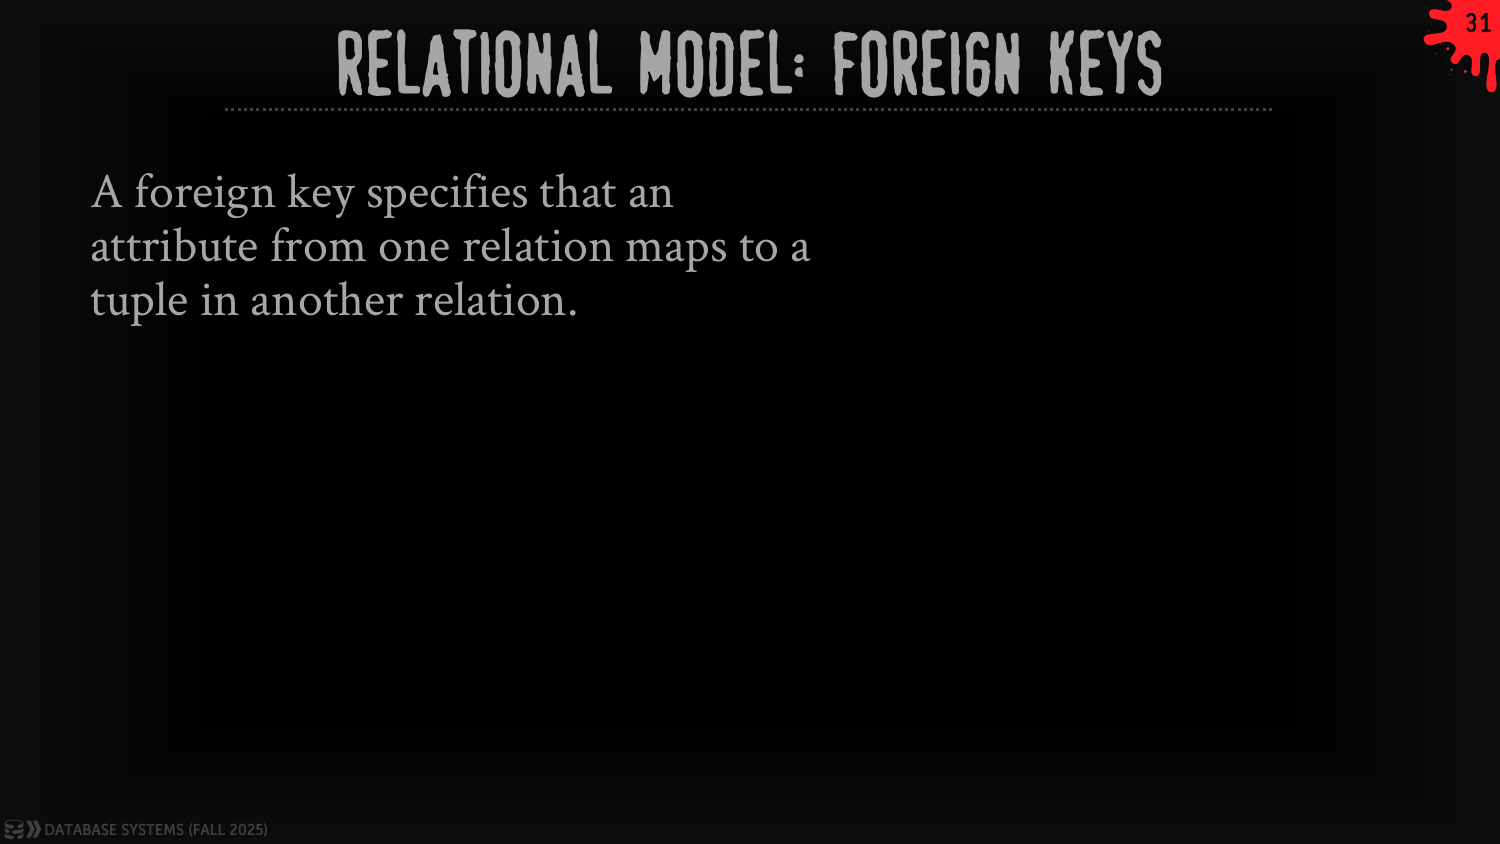 31
RELATIONAL MODEL: FOREIGN KEYS
A foreign key specifies that an
attribute from one relation maps to a
tuple in another relation.
DATABASE SYSTEMS (FALL 2025)